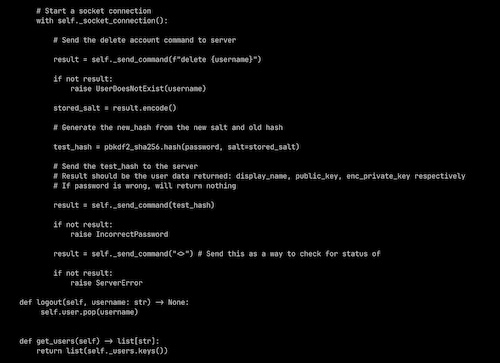 # Start a socket connection
with self._socket_connection():
# Send the delete account command to server
result = self._send_command(f"delete {username}")
if not result:
raise UserDoesNotExist(username)
stored_salt = result.encode()
# Generate the new_hash from the new salt and old hash
test_hash = pbkdf2_sha256.hash(password, salt=stored_salt)
# Send the test_hash to the server
# Result should be the user data returned: display_name, public_key, enc_private_key respectively
# If password is wrong, will return nothing
result = self._send_command(test_hash)
if not result:
raise IncorrectPassword
result = self._send_command("<>") # Send this as a way to check for status of
if not result:
raise ServerError
def logout(self, username: str) -> None:
self.user.pop(username)
def get_users(self) -> list[str]:
return list(self._users.keys())